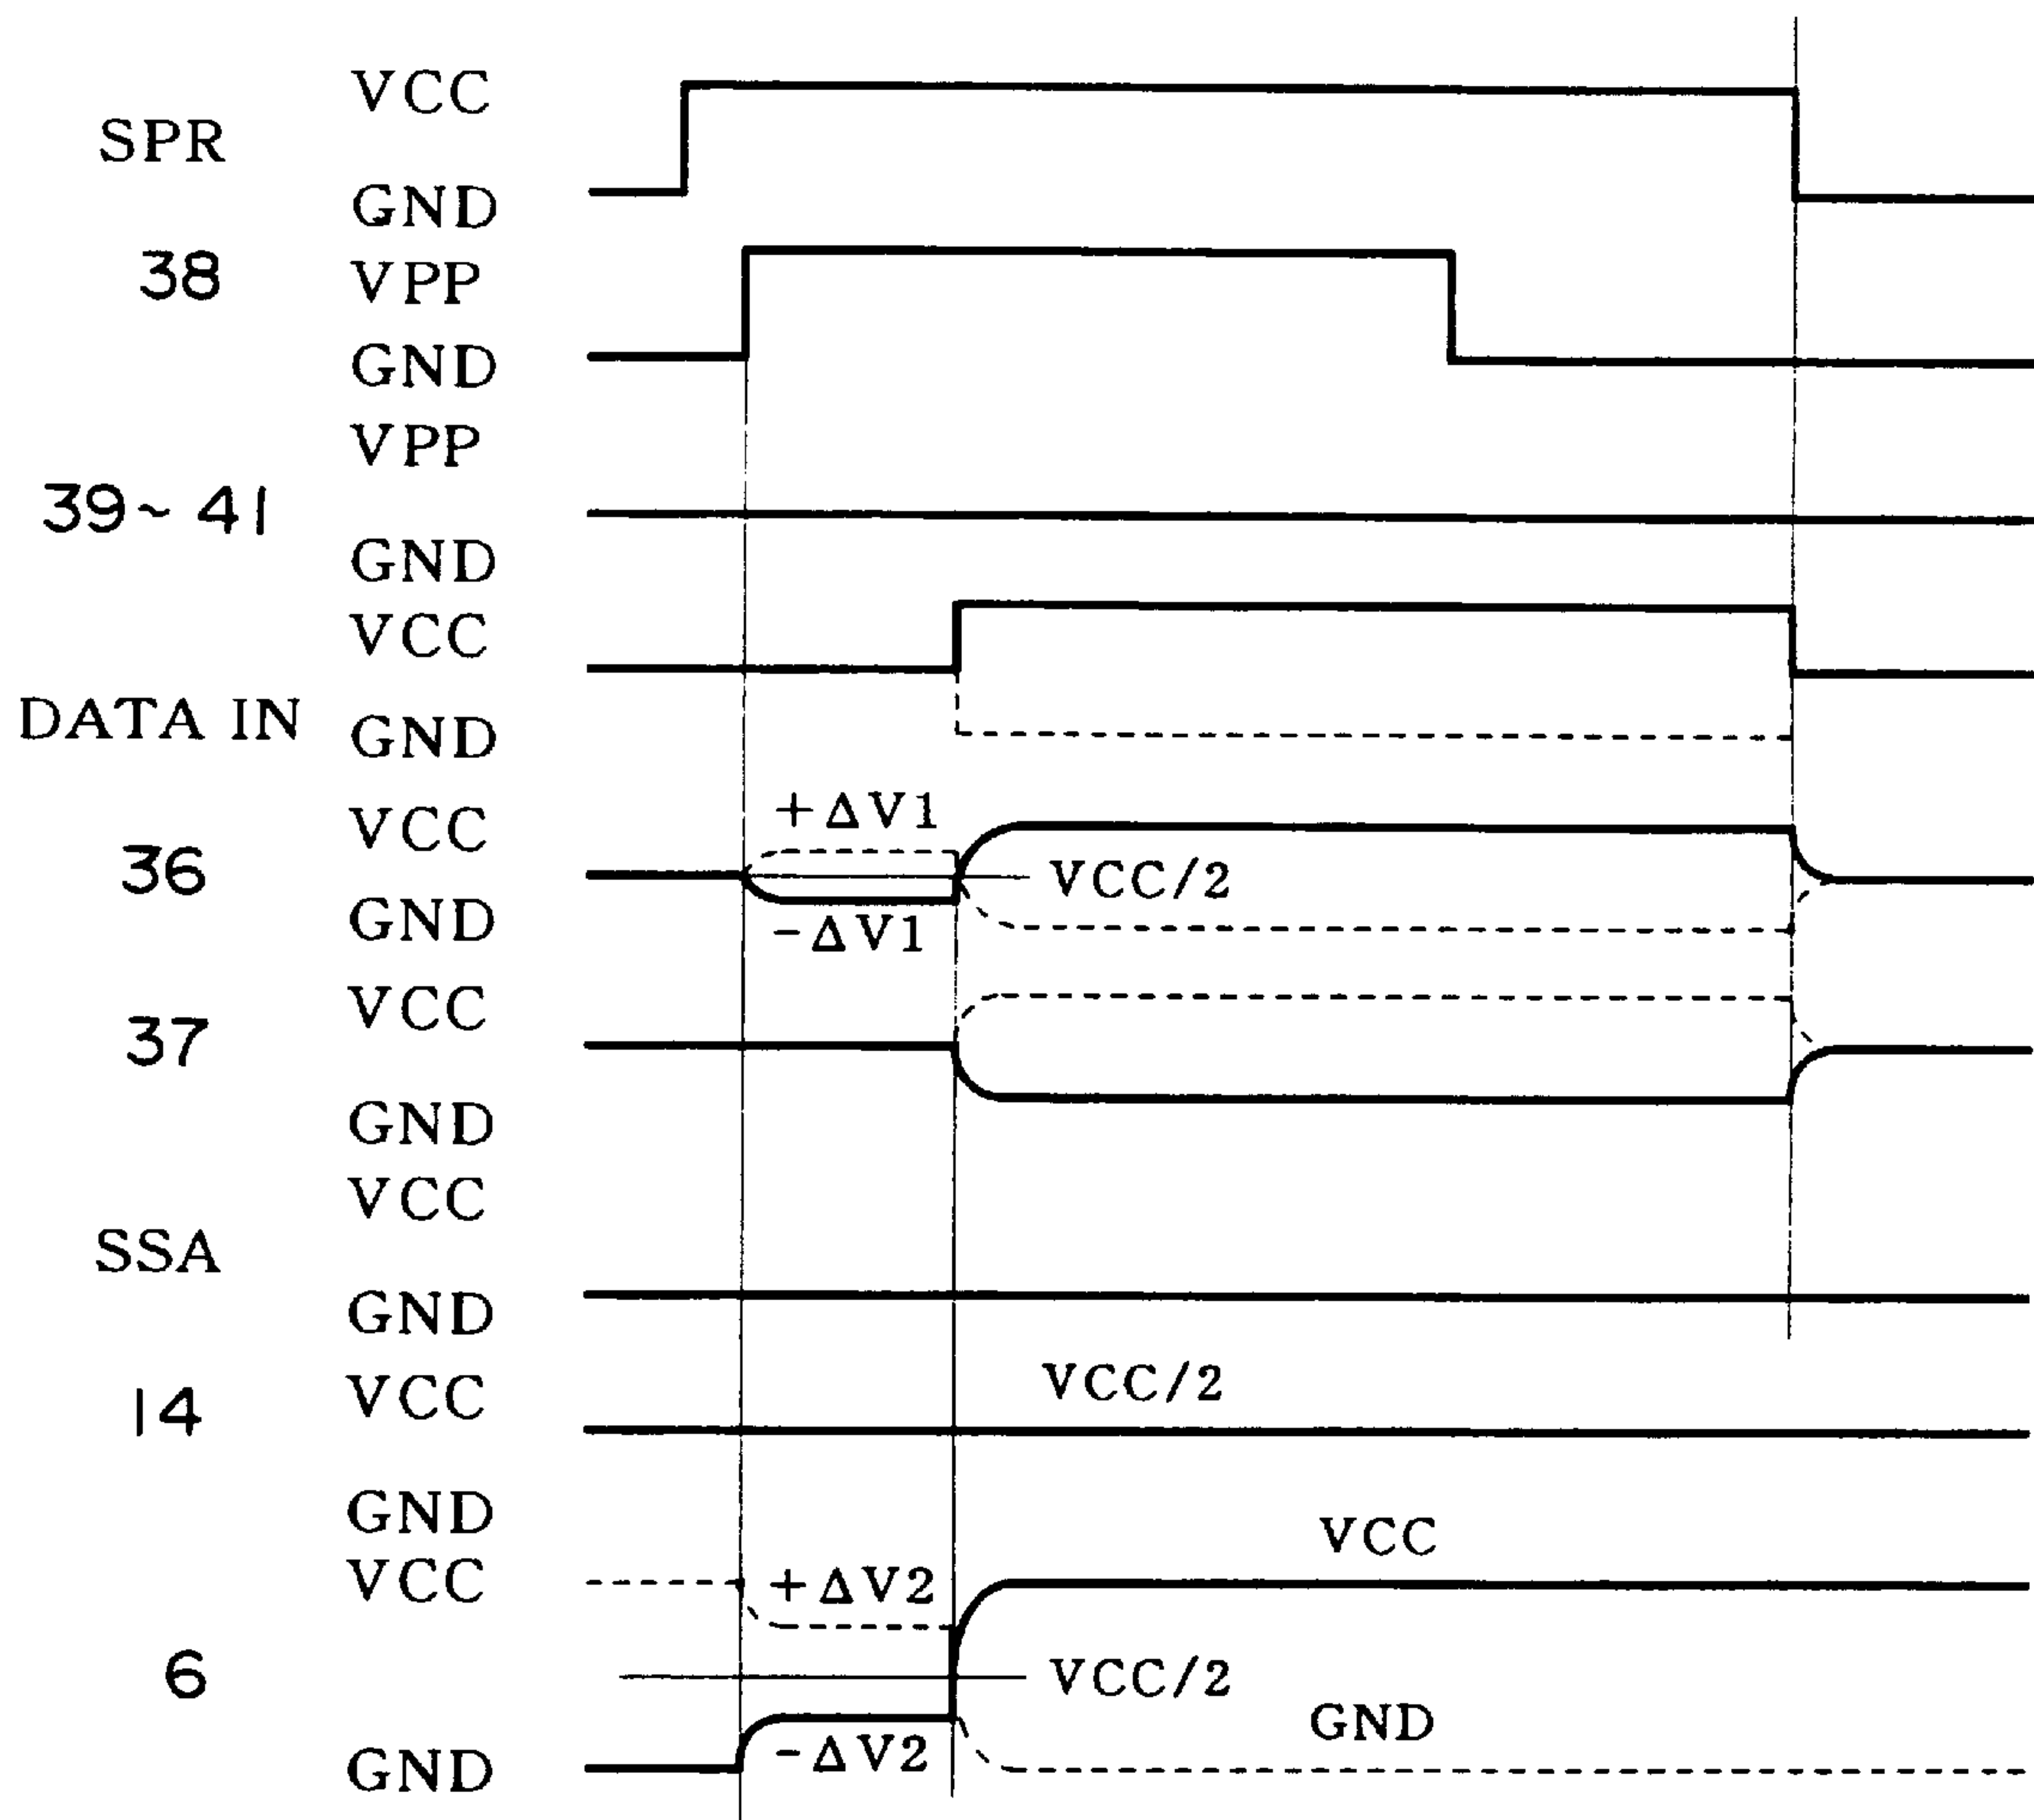 VCC
SPR
GND
38 VPP
GND
VPP
39~41
GND
VCC
DATA IN GND
+ΔV1
VCC
36 VCC/2
GND
-ΔV1
VCC
37
GND
VCC
SSA
GND
VCC/2
14 VCC
GND
VCC
VCC +ΔV2
6 VCC/2
GND
-ΔV2
GND